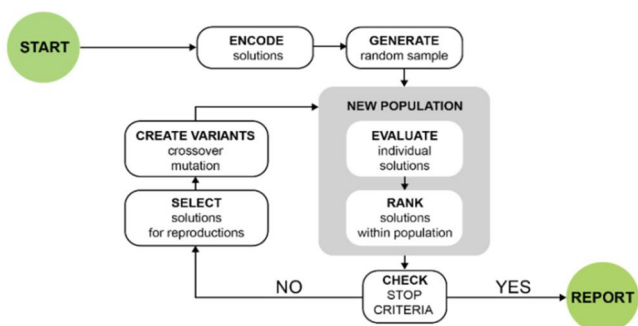 START
ENCODE
solutions
GENERATE
random sample
NEW POPULATION
EVALUATE
individual
solutions
RANK
solutions
within population
CREATE VARIANTS
crossover
mutation
SELECT
solutions
for reproductions
CHECK
STOP
CRITERIA
NO
YES
REPORT